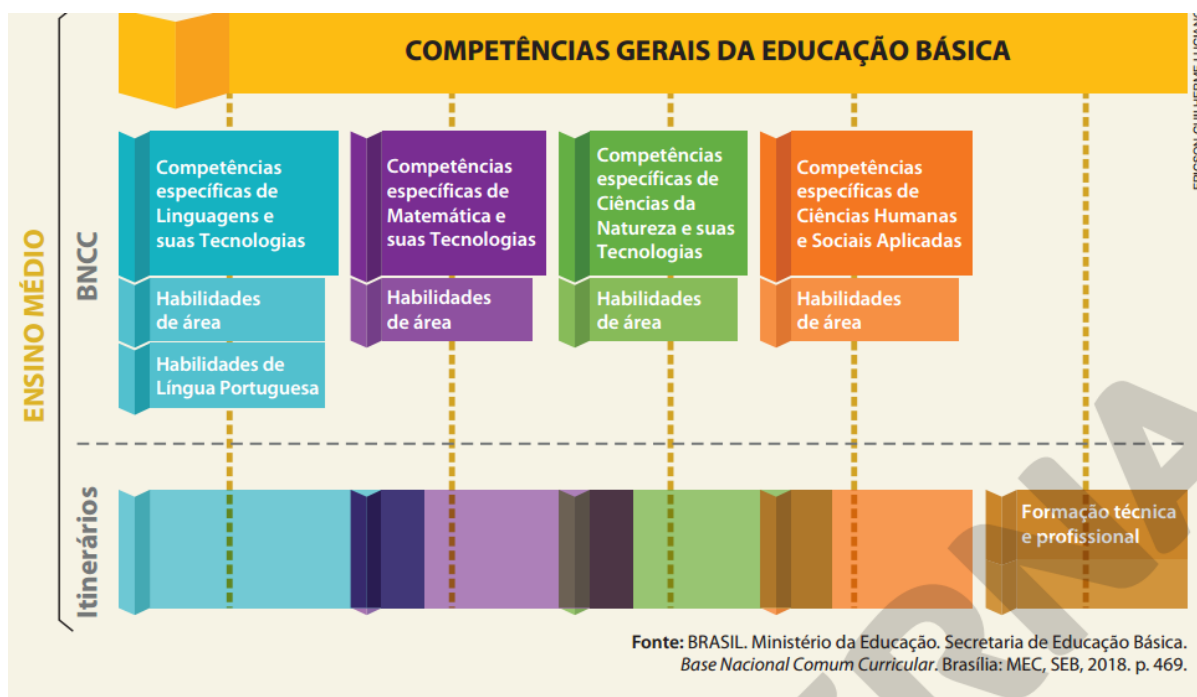 COMPETÊNCIAS GERAIS DA EDUCAÇÃO BÁSICA
ENSINO MÉDIO
BNCC
Competências
específicas de
Linguagens e
suas Tecnologias
Habilidades
de área
Habilidades de
Língua Portuguesa
Competências
específicas de
Matemática e
suas Tecnologias
Habilidades
de área
Competências
específicas de
Ciências da
Natureza e suas
Tecnologias
Habilidades
de área
Competências
específicas de
Ciências Humanas
e Sociais Aplicadas
Habilidades
de área
Itinerários
Formação técnica
e profissional
Fonte: BRASIL. Ministério da Educação. Secretaria de Educação Básica.
Base Nacional Comum Curricular. Brasília: MEC, SEB, 2018. p. 469.